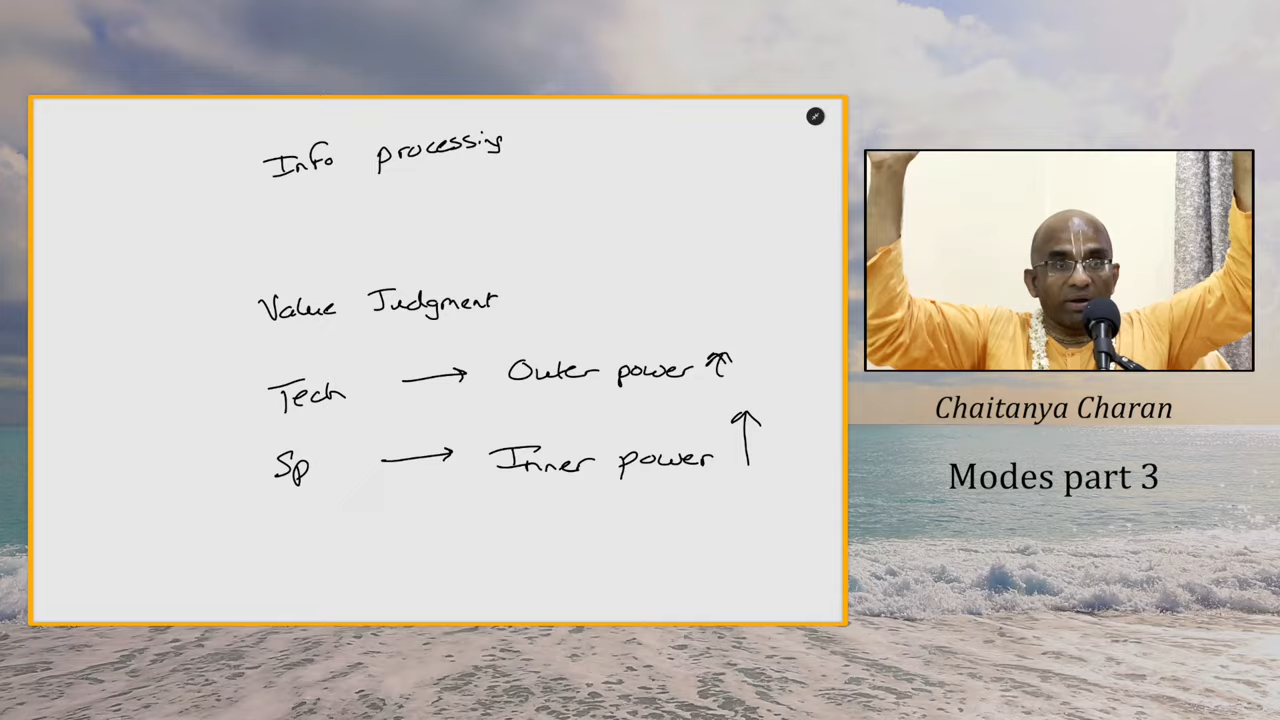 Info processing
Value Judgment
Tech → Outer power ↑
Sp → Inner power ↑
Chaitanya Charan
Modes part 3